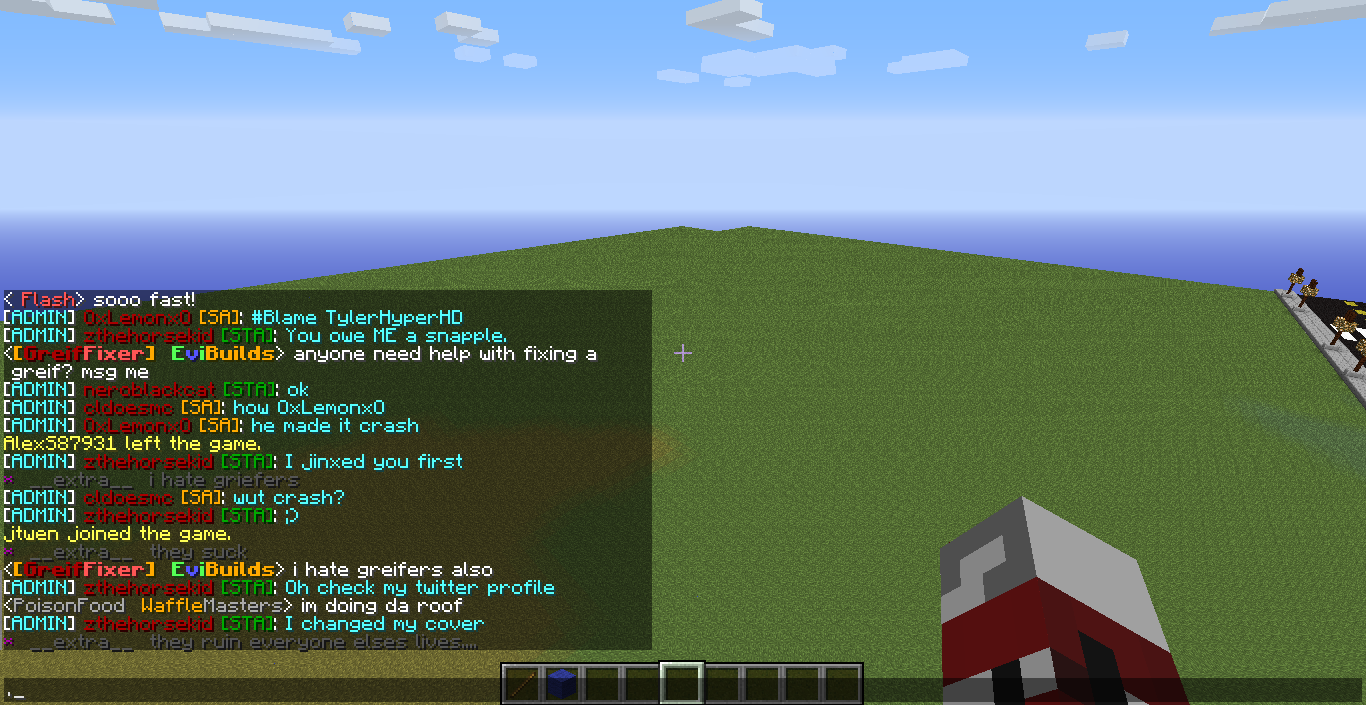 < Flash> sooo fast!
[ADMIN] 0xLemonx0 [SA]: #Blame TylerHyperHD
[ADMIN] zthehorsekid [STA]: You owe ME a snapple.
<[GreifFixer] EviBuilds> anyone need help with fixing a
greif? msg me
[ADMIN] neroblackcat [STA]: ok
[ADMIN] cldoesmc [SA]: how 0xLemonx0
[ADMIN] 0xLemonx0 [SA]: he made it crash
Alex587931 left the game.
[ADMIN] zthehorsekid [STA]: I jinxed you first
* __extra__ i hate griefers
[ADMIN] cldoesmc [SA]: wut crash?
[ADMIN] zthehorsekid [STA]: ;)
jtwen joined the game.
* __extra__ they suck
<[GreifFixer] EviBuilds> i hate greifers also
[ADMIN] zthehorsekid [STA]: Oh check my twitter profile
<PoisonFood WaffleMasters> im doing da roof
[ADMIN] zthehorsekid [STA]: I changed my cover
* __extra__ they ruin everyone elses lives....
'_